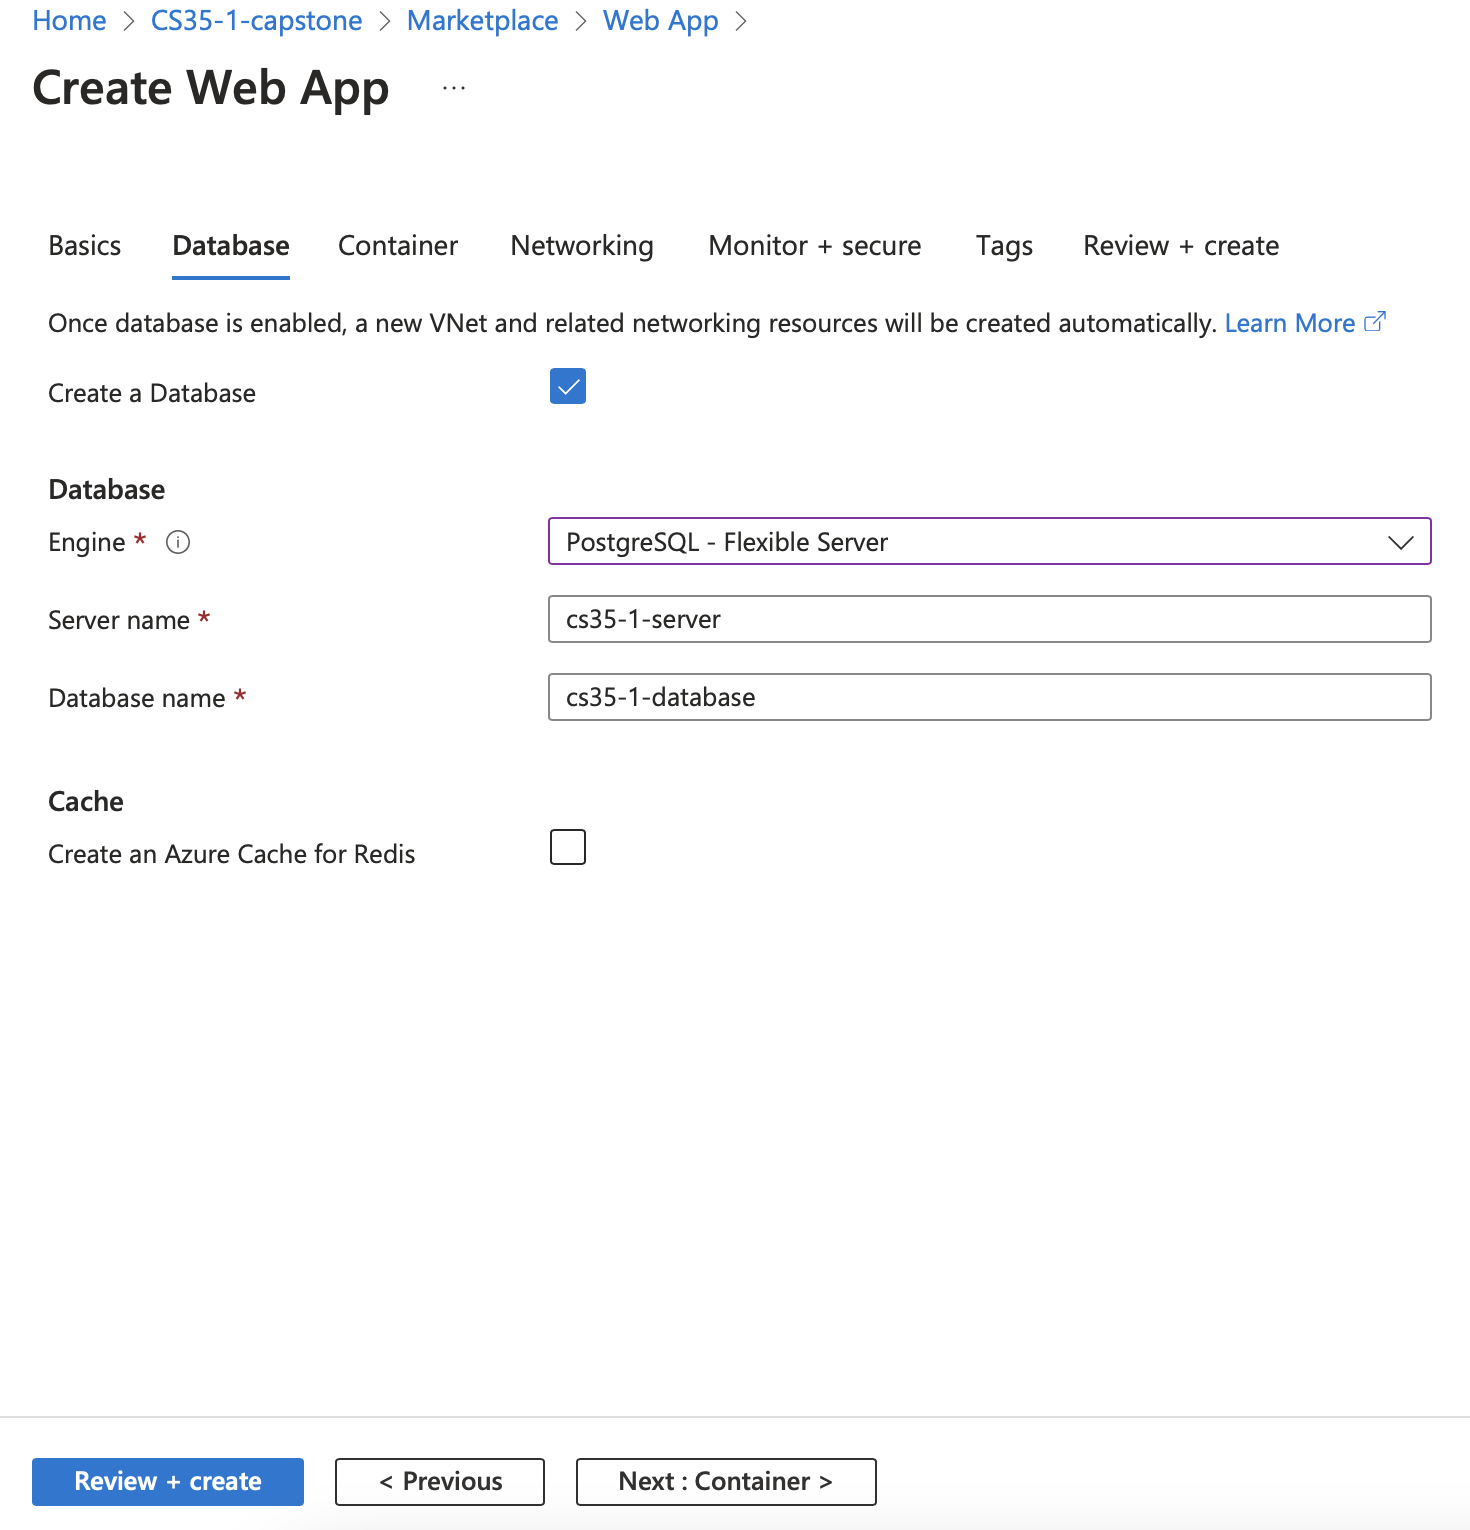 Home > CS35-1-capstone > Marketplace > Web App >
Create Web App ...
Basics Database Container Networking Monitor + secure Tags Review + create
Once database is enabled, a new VNet and related networking resources will be created automatically. Learn More
Create a Database
Database
Engine * PostgreSQL - Flexible Server
Server name * cs35-1-server
Database name * cs35-1-database
Cache
Create an Azure Cache for Redis
Review + create < Previous Next : Container >